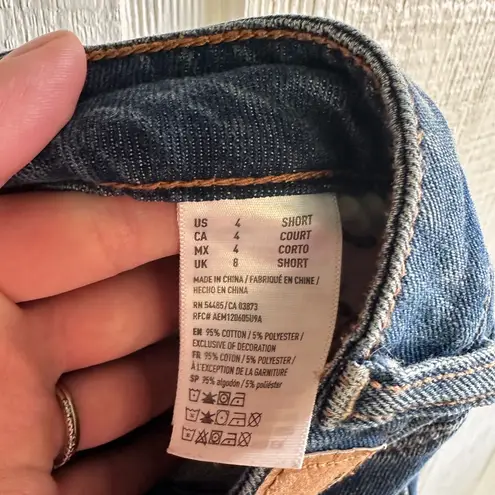 US 4 SHORT
CA 4 COURT
MX 4 CORTO
UK 8 SHORT
MADE IN CHINA / FABRIQUÉ EN CHINE /
HECHO EN CHINA
RN 54485/CA 03873
RFC# AEM120605U9A
EN 95% COTTON / 5% POLYESTER /
EXCLUSIVE OF DECORATION
FR 95% COTON / 5% POLYESTER /
À L'EXCEPTION DE LA GARNITURE
SP 95% algodón / 5% poliéster